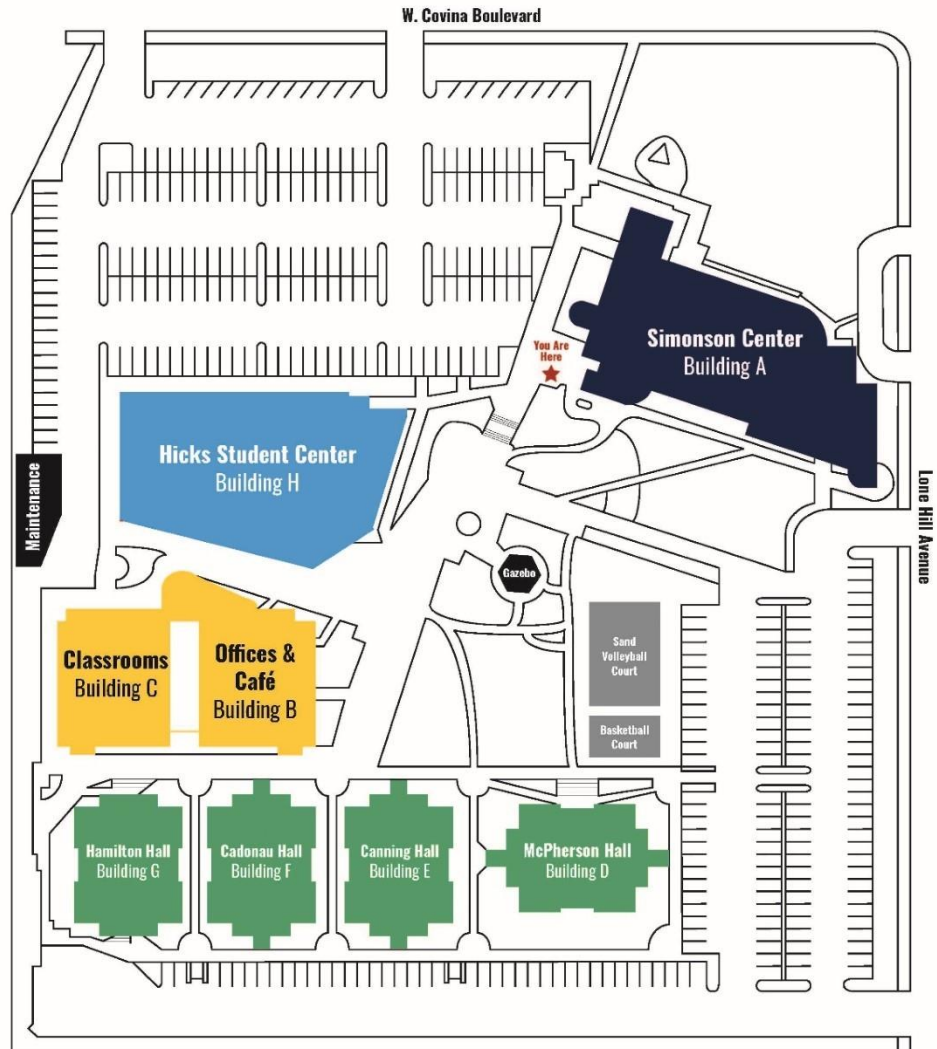 W. Covina Boulevard
You Are
Here
Simonson Center
Building A
Hicks Student Center
Building H
Maintenance
Lone Hill Avenue
Gazebo
Classrooms
Building C
Offices &
Café
Building B
Sand
Volleyball
Court
Basketball
Court
Hamilton Hall
Building G
Cadonau Hall
Building F
Canning Hall
Building E
McPherson Hall
Building D